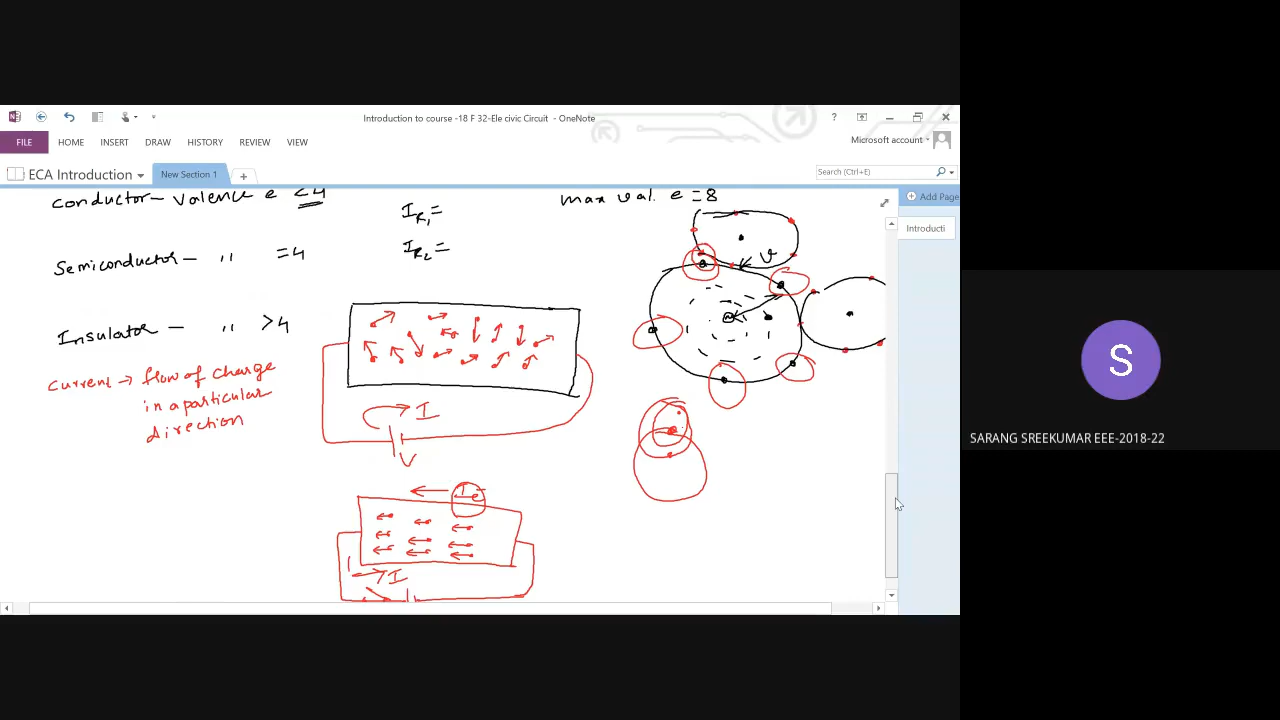 Introduction to course -18 F 32-Ele civic Circuit - OneNote
FILE HOME INSERT DRAW HISTORY REVIEW VIEW
Microsoft account
ECA Introduction
New Section 1
Search (Ctrl+E)
Add Page
Introducti
conductor - valence e < 4
max val. e = 8
I R1 =
I R2 =
Semiconductor - " = 4
v
Insulator - " > 4
current → flow of charge
in a particular
direction
I
V
I e-
I
S
SARANG SREEKUMAR EEE-2018-22